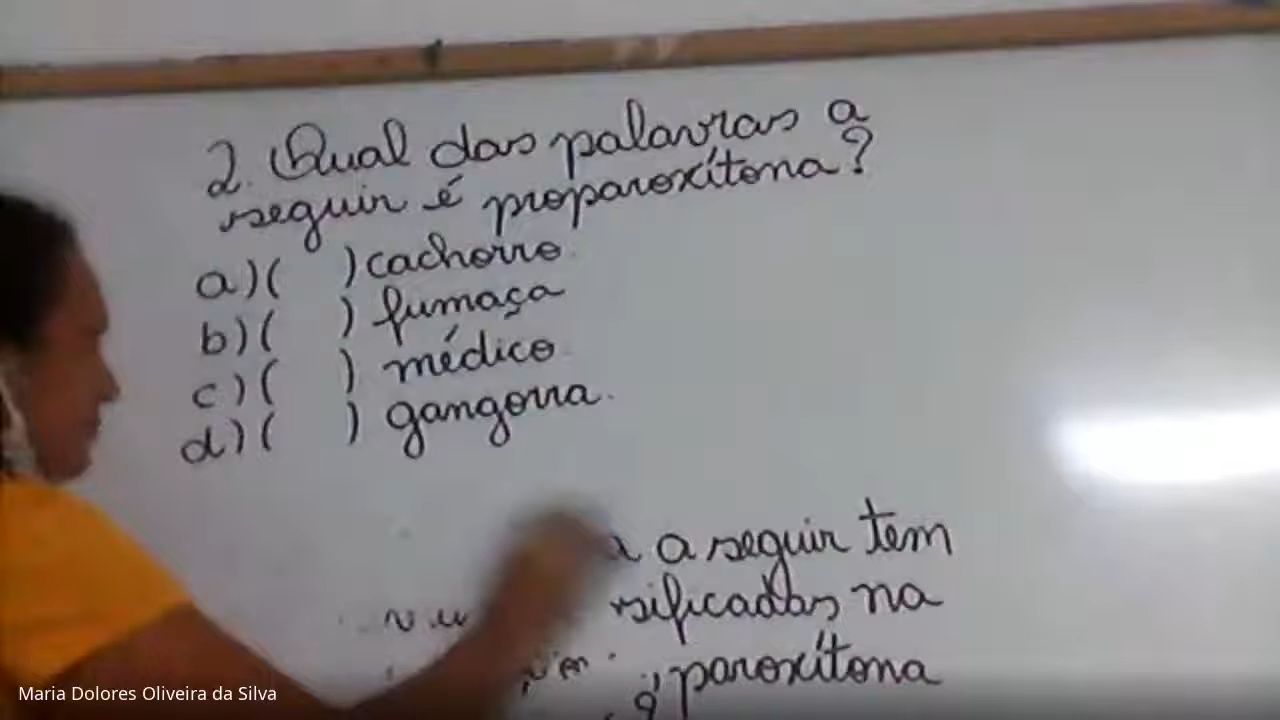 2. Qual das palavras a
seguir é proparoxítona?
a) ( ) cachorro.
b) ( ) fumaça
c) ( ) médico.
d) ( ) gangorra.
a seguir tem
na
paroxítona
Maria Dolores Oliveira da Silva